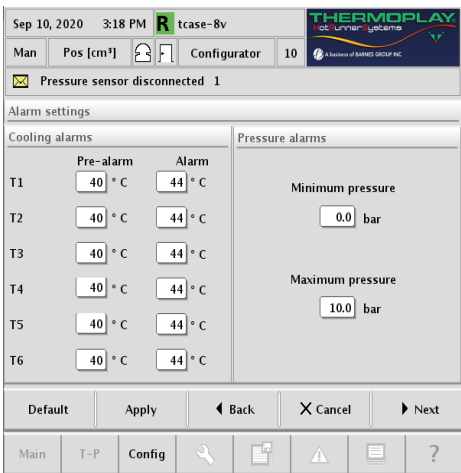 Sep 10, 2020 3:18 PM R tcase-8v
THERMOPLAY
HotRunnerSystems
Man Pos [cm³] Configurator 10
A business of BARNES GROUP INC
Pressure sensor disconnected 1
Alarm settings
Cooling alarms
Pre-alarm Alarm
T1 40 ° C 44 ° C
T2 40 ° C 44 ° C
T3 40 ° C 44 ° C
T4 40 ° C 44 ° C
T5 40 ° C 44 ° C
T6 40 ° C 44 ° C
Pressure alarms
Minimum pressure
0.0 bar
Maximum pressure
10.0 bar
Default Apply Back Cancel Next
Main T-P Config ?